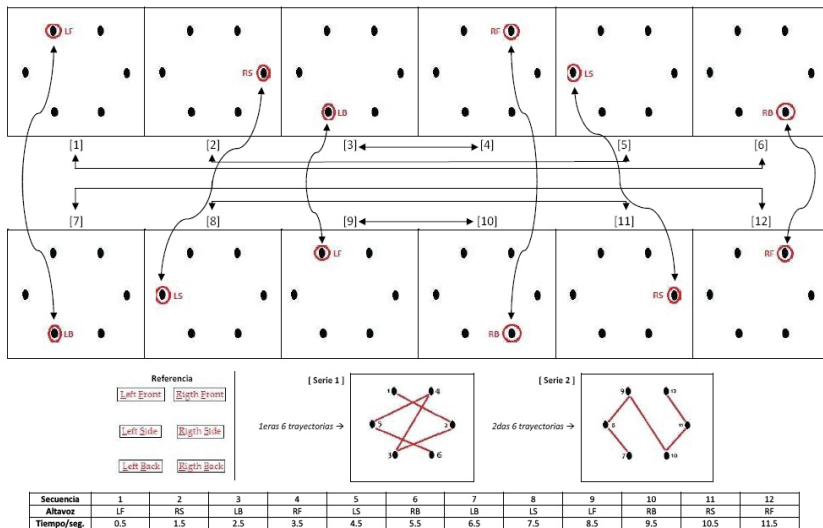 LF RF
RS LS
LB RB
[1] [2] [3] [4] [5] [6]
[7] [8] [9] [10] [11] [12]
LF RF
LS RS
LB RB
Referencia
Left Front Rigth Front
Left Side Rigth Side
Left Back Rigth Back
[ Serie 1 ]
1eras 6 trayectorias →
1 4
5 2
3 6
[ Serie 2 ]
2das 6 trayectorias →
9 12
8 11
7 10
Secuencia 1 2 3 4 5 6 7 8 9 10 11 12
Altavoz LF RS LB RF LS RB LB LS LF RB RS RF
Tiempo/seg. 0.5 1.5 2.5 3.5 4.5 5.5 6.5 7.5 8.5 9.5 10.5 11.5